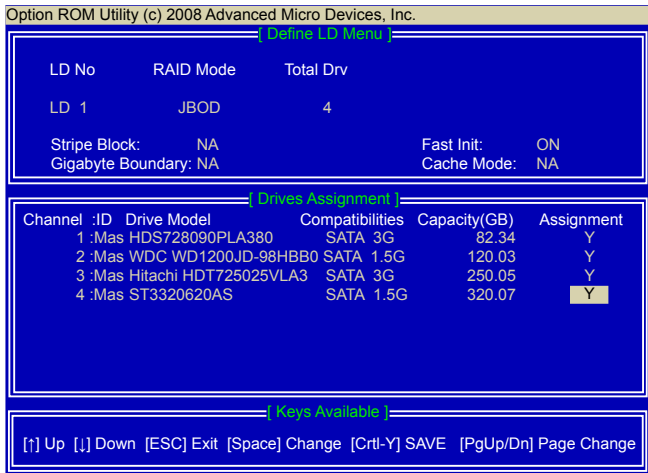 Option ROM Utility (c) 2008 Advanced Micro Devices, Inc.
[ Define LD Menu ]
LD No RAID Mode Total Drv
LD 1 JBOD 4
Stripe Block: NA Fast Init: ON
Gigabyte Boundary: NA Cache Mode: NA
[ Drives Assignment ]
Channel :ID Drive Model Compatibilities Capacity(GB) Assignment
1 :Mas HDS728090PLA380 SATA 3G 82.34 Y
2 :Mas WDC WD1200JD-98HBB0 SATA 1.5G 120.03 Y
3 :Mas Hitachi HDT725025VLA3 SATA 3G 250.05 Y
4 :Mas ST3320620AS SATA 1.5G 320.07 Y
[ Keys Available ]
[↑] Up [↓] Down [ESC] Exit [Space] Change [Crtl-Y] SAVE [PgUp/Dn] Page Change